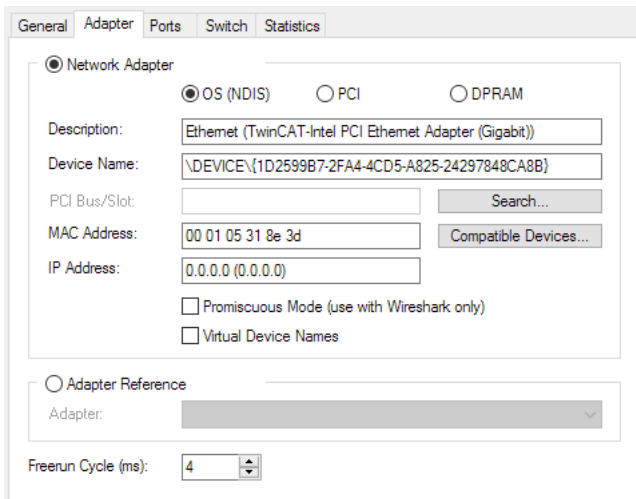 General Adapter Ports Switch Statistics
Network Adapter
OS (NDIS) PCI DPRAM
Description: Ethernet (TwinCAT-Intel PCI Ethernet Adapter (Gigabit))
Device Name: \DEVICE\{1D2599B7-2FA4-4CD5-A825-24297848CA8B}
PCI Bus/Slot: Search...
MAC Address: 00 01 05 31 8e 3d Compatible Devices...
IP Address: 0.0.0.0 (0.0.0.0)
Promiscuous Mode (use with Wireshark only)
Virtual Device Names
Adapter Reference
Adapter:
Freerun Cycle (ms): 4